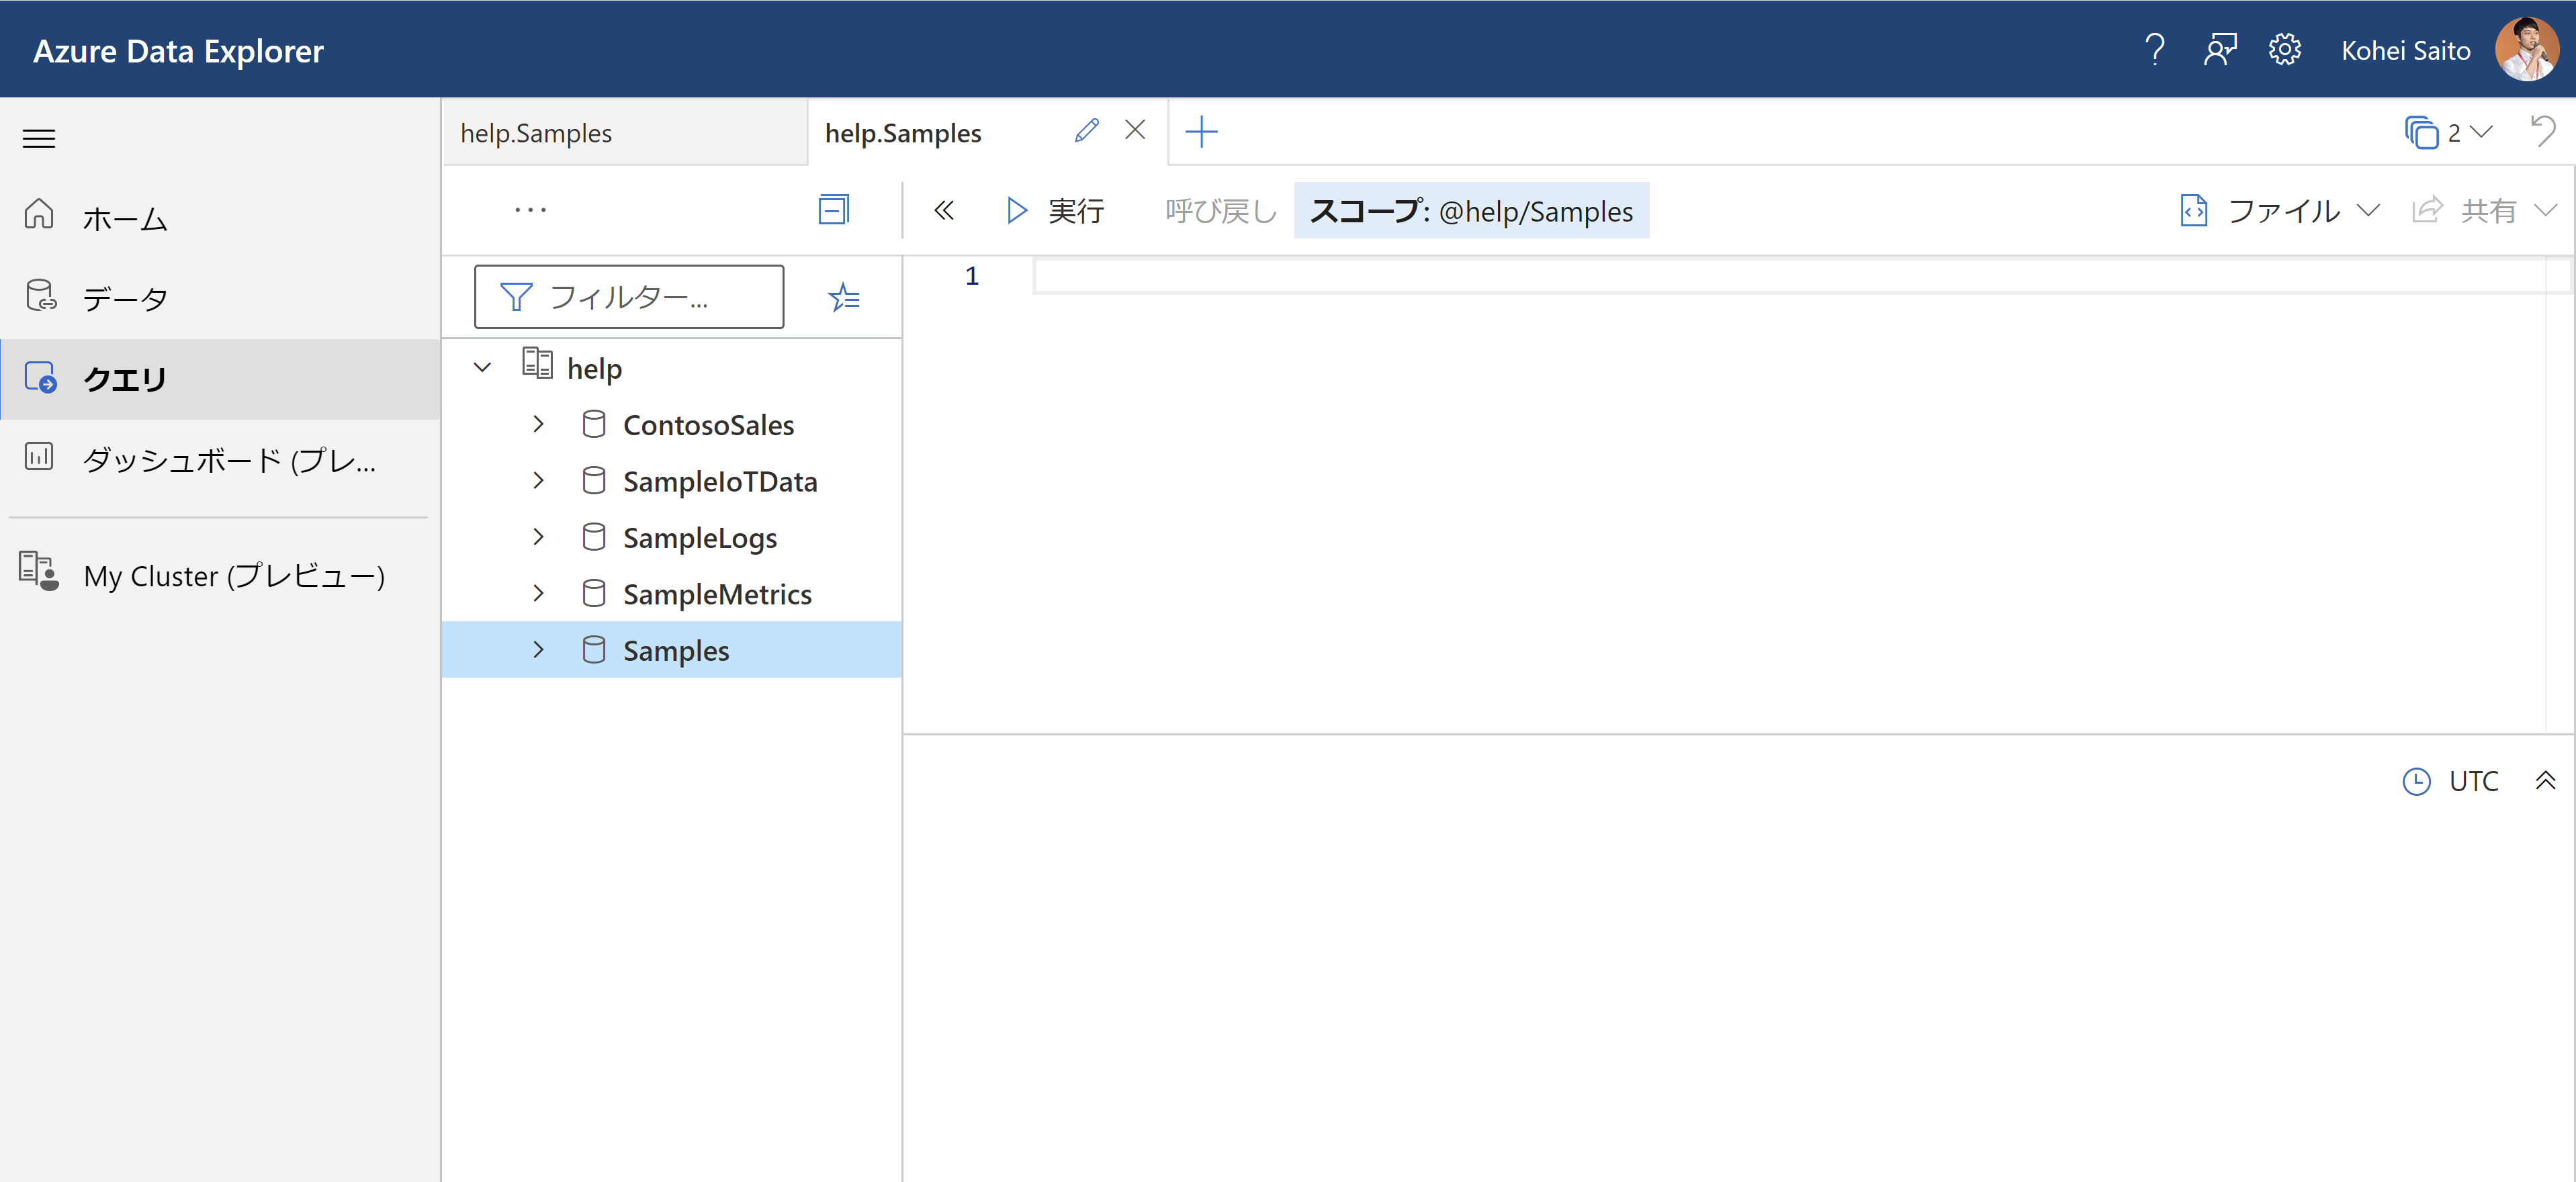 Azure Data Explorer
Kohei Saito
help.Samples
help.Samples
2
ホーム
データ
クエリ
ダッシュボード (プレ...
My Cluster (プレビュー)
...
実行
呼び戻し
スコープ: @help/Samples
ファイル
共有
フィルター...
help
ContosoSales
SampleIoTData
SampleLogs
SampleMetrics
Samples
1
UTC